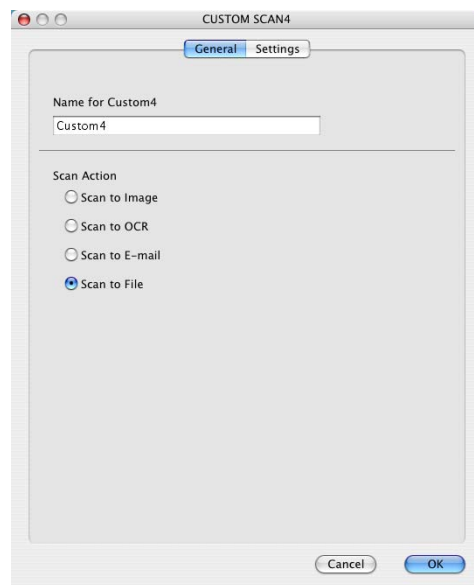 CUSTOM SCAN4
General Settings
Name for Custom4
Custom4
Scan Action
Scan to Image
Scan to OCR
Scan to E-mail
Scan to File
Cancel OK